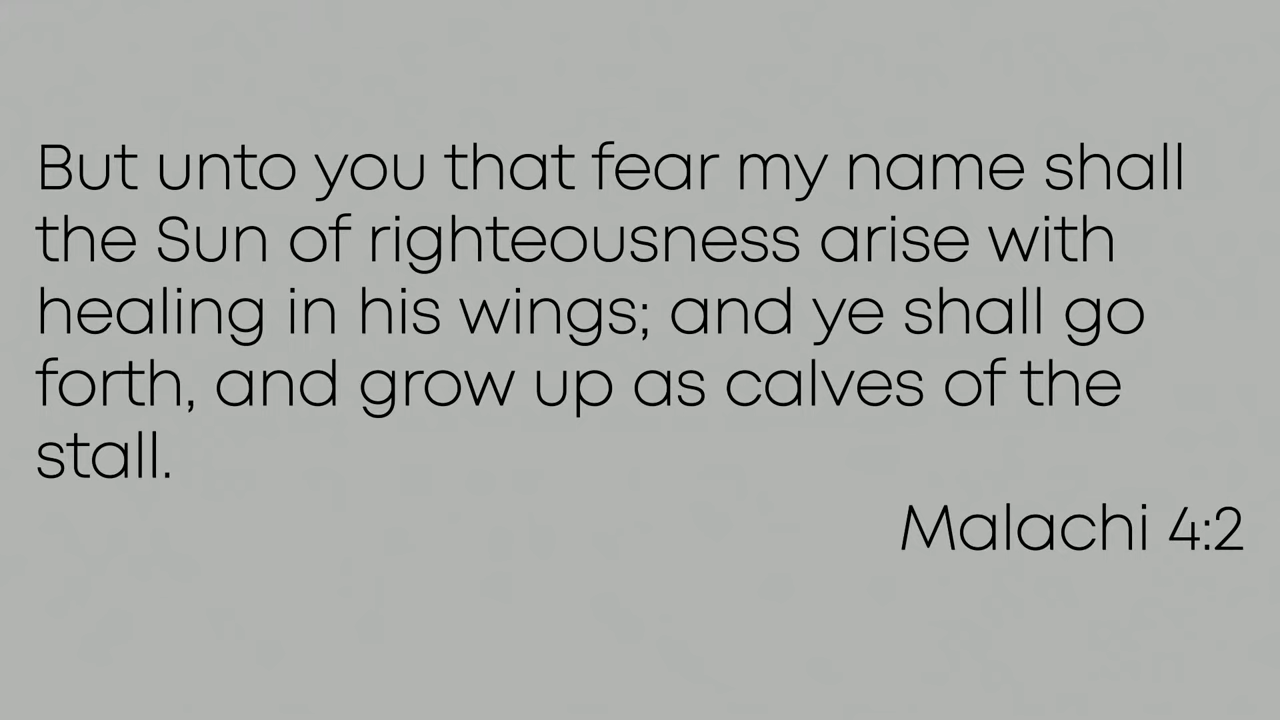 But unto you that fear my name shall
the Sun of righteousness arise with
healing in his wings; and ye shall go
forth, and grow up as calves of the
stall.
Malachi 4:2